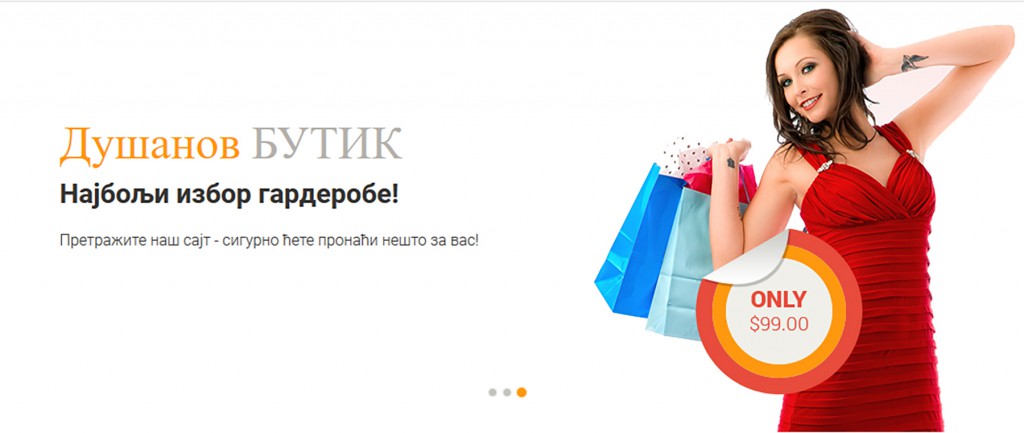 Душанов БУТИК
Најбољи избор гардеробе!
Претражите наш сајт - сигурно ћете пронаћи нешто за вас!
ONLY
$99.00